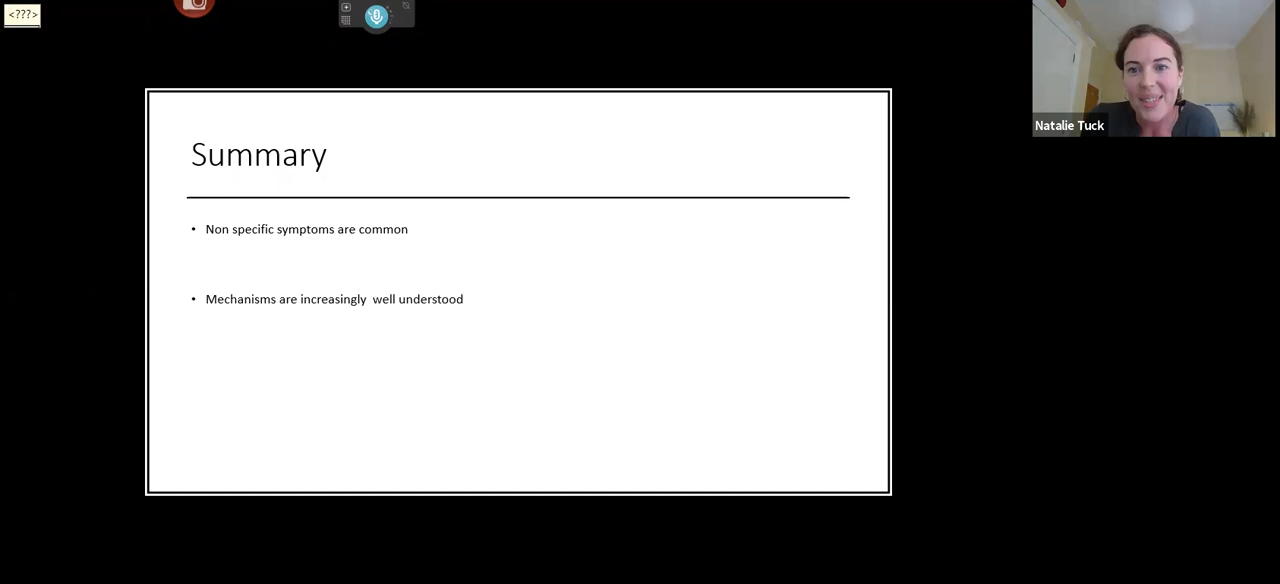 <???>
Natalie Tuck
Summary
• Non specific symptoms are common
• Mechanisms are increasingly  well understood